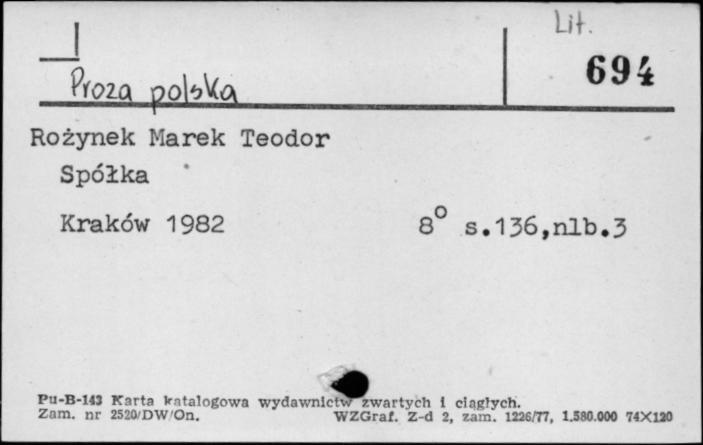 Lit.
694
Proza polska
Rożynek Marek Teodor
Spółka
Kraków 1982 8° s.136,nlb.3
Pu-B-143 Karta katalogowa wydawnictw zwartych i ciągłych.
Zam. nr 2520/DW/On. WZGraf. Z-d 2, zam. 1226/77, 1.580.000 74X120